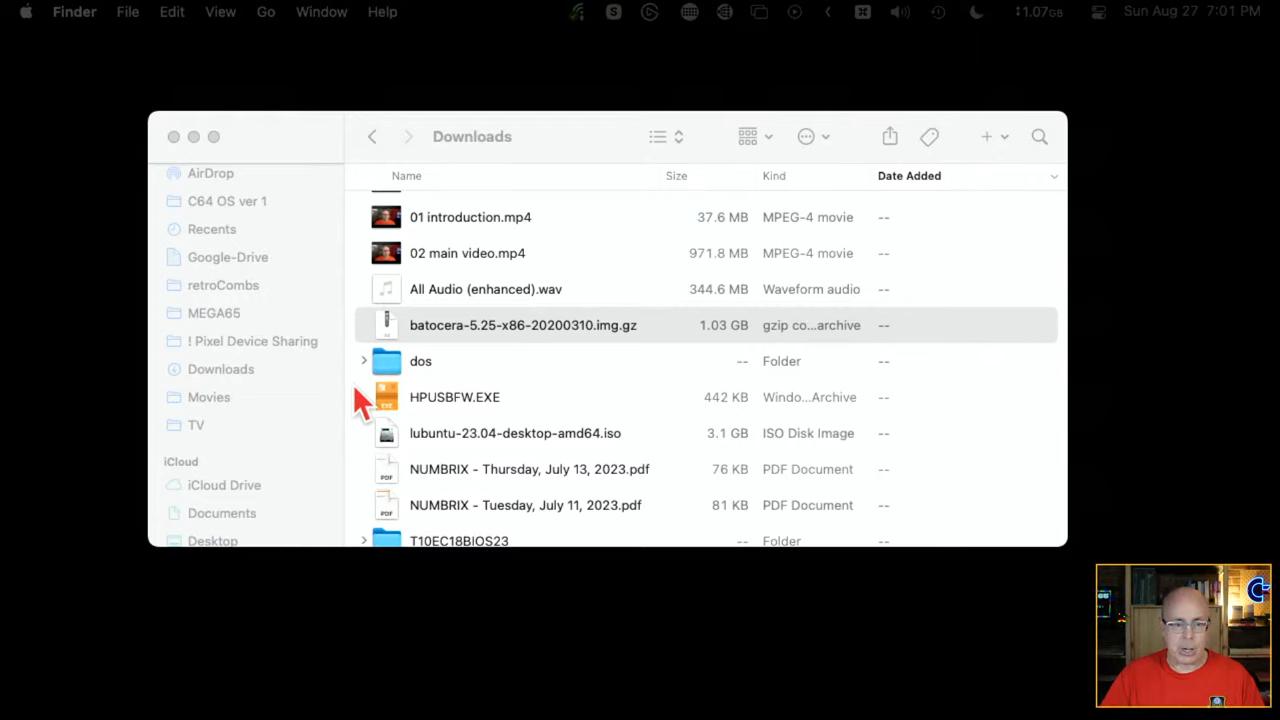 Finder File Edit View Go Window Help 1.07GB Sun Aug 27 7:01 PM
Downloads
Name Size Kind Date Added
AirDrop
C64 OS ver 1
Recents
Google-Drive
retroCombs
MEGA65
! Pixel Device Sharing
Downloads
Movies
TV
iCloud
iCloud Drive
Documents
Desktop
01 introduction.mp4 37.6 MB MPEG-4 movie --
02 main video.mp4 971.8 MB MPEG-4 movie --
All Audio (enhanced).wav 344.6 MB Waveform audio --
batocera-5.25-x86-20200310.img.gz 1.03 GB gzip co...archive --
dos -- Folder --
HPUSBFW.EXE 442 KB Windo...Archive --
lubuntu-23.04-desktop-amd64.iso 3.1 GB ISO Disk Image --
NUMBRIX - Thursday, July 13, 2023.pdf 76 KB PDF Document --
NUMBRIX - Tuesday, July 11, 2023.pdf 81 KB PDF Document --
T10EC18BIOS23 -- Folder --